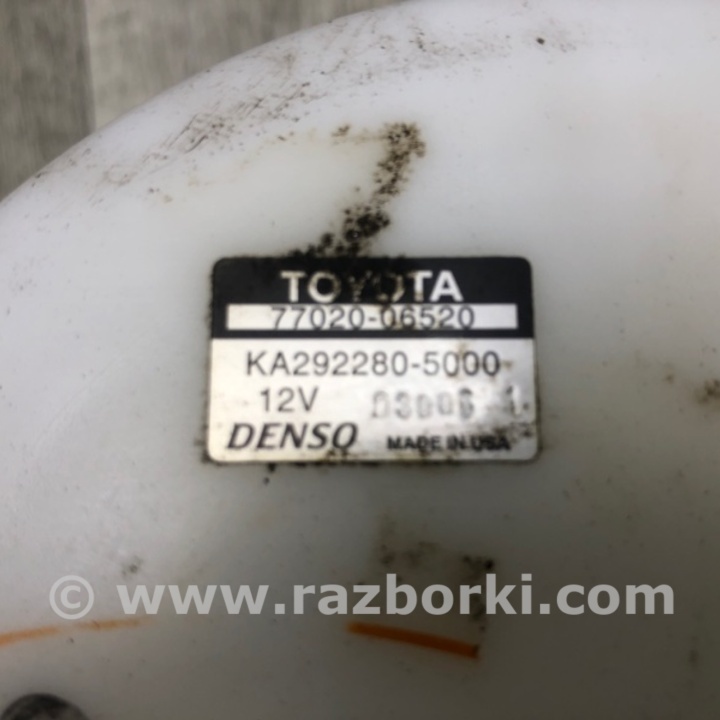 TOYOTA
77020-06520
KA292280-5000
12V
DENSO MADE IN USA
© www.razborki.com